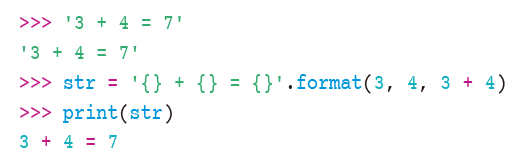 >>> '3 + 4 = 7'
'3 + 4 = 7'
>>> str = '{} + {} = {}'.format(3, 4, 3 + 4)
>>> print(str)
3 + 4 = 7